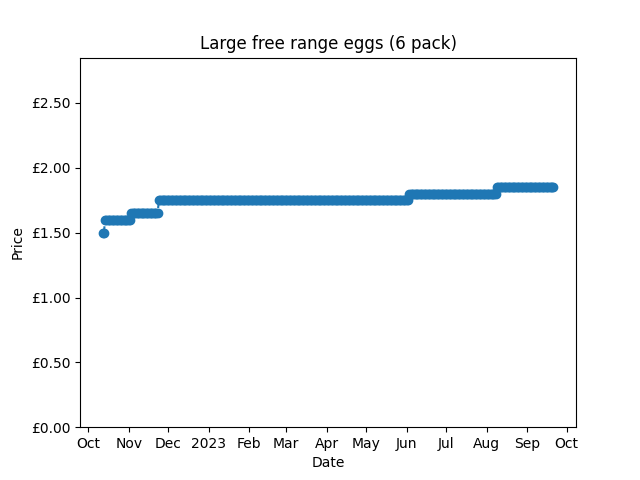 Large free range eggs (6 pack)
£2.50
£2.00
£1.50
£1.00
£0.50
£0.00
Price
Oct Nov Dec 2023 Feb Mar Apr May Jun Jul Aug Sep Oct
Date